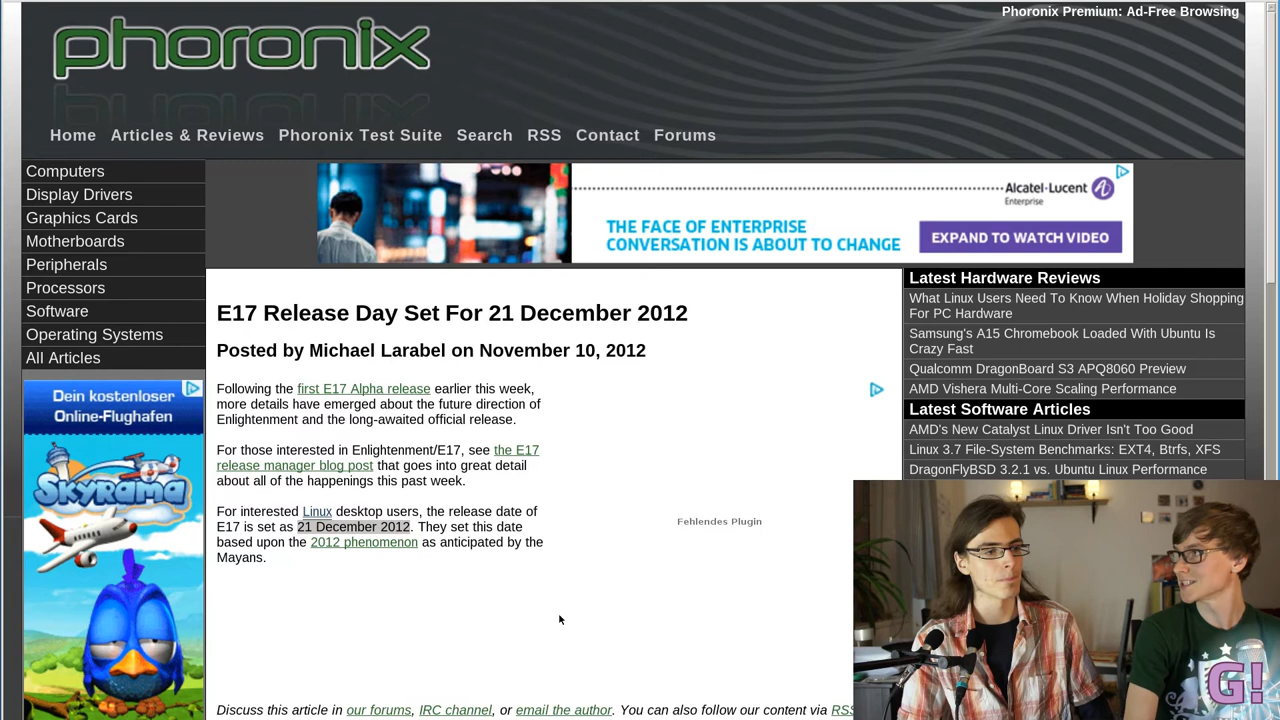 Phoronix Premium: Ad-Free Browsing
phoronix
Home Articles & Reviews Phoronix Test Suite Search RSS Contact Forums
Computers
Display Drivers
Graphics Cards
Motherboards
Peripherals
Processors
Software
Operating Systems
All Articles
Alcatel·Lucent
Enterprise
THE FACE OF ENTERPRISE
CONVERSATION IS ABOUT TO CHANGE
EXPAND TO WATCH VIDEO
Dein kostenloser
Online-Flughafen
SKYRAMA
E17 Release Day Set For 21 December 2012
Posted by Michael Larabel on November 10, 2012
Following the first E17 Alpha release earlier this week,
more details have emerged about the future direction of
Enlightenment and the long-awaited official release.
For those interested in Enlightenment/E17, see the E17
release manager blog post that goes into great detail
about all of the happenings this past week.
For interested Linux desktop users, the release date of
E17 is set as 21 December 2012. They set this date
based upon the 2012 phenomenon as anticipated by the
Mayans.
Fehlendes Plugin
Discuss this article in our forums, IRC channel, or email the author. You can also follow our content via RSS
Latest Hardware Reviews
What Linux Users Need To Know When Holiday Shopping
For PC Hardware
Samsung's A15 Chromebook Loaded With Ubuntu Is
Crazy Fast
Qualcomm DragonBoard S3 APQ8060 Preview
AMD Vishera Multi-Core Scaling Performance
Latest Software Articles
AMD's New Catalyst Linux Driver Isn't Too Good
Linux 3.7 File-System Benchmarks: EXT4, Btrfs, XFS
DragonFlyBSD 3.2.1 vs. Ubuntu Linux Performance
G!